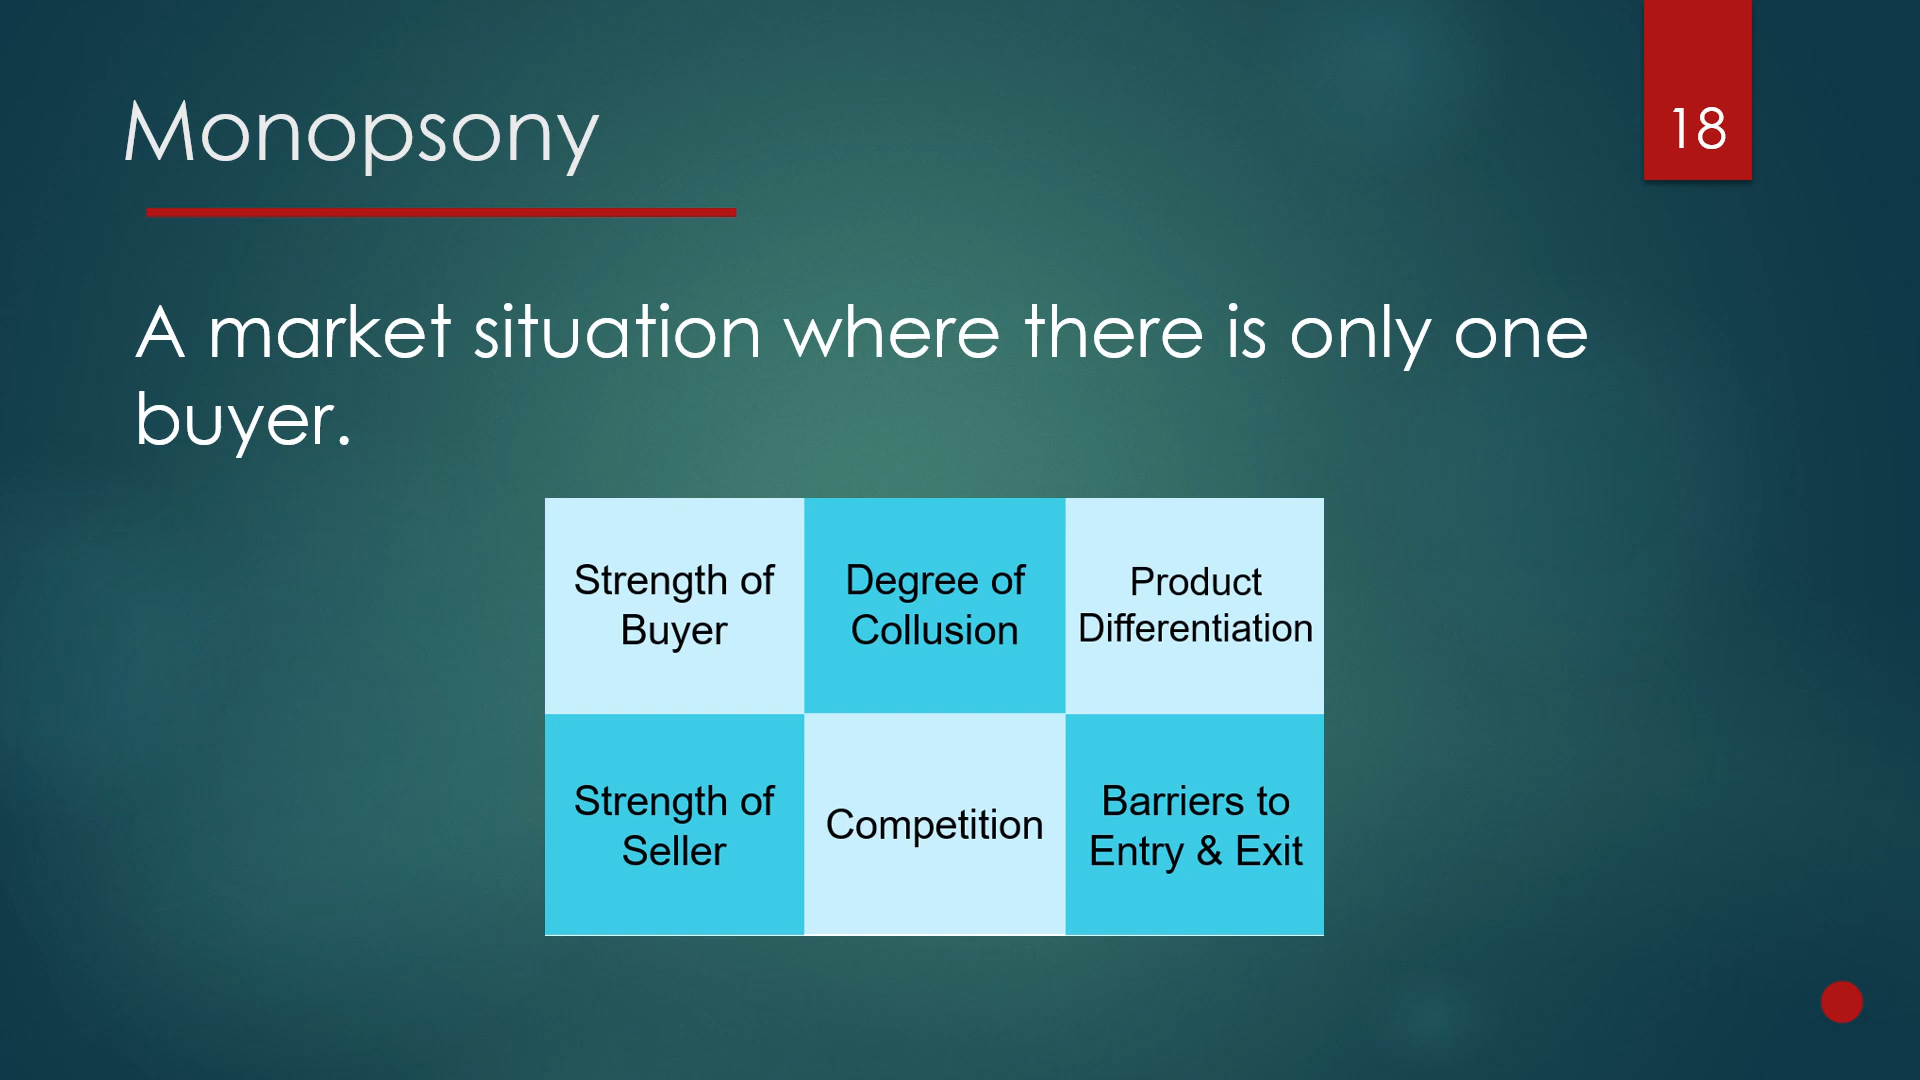 Monopsony
18
A market situation where there is only one
buyer.
Strength of
Buyer
Degree of
Collusion
Product
Differentiation
Strength of
Seller
Competition
Barriers to
Entry & Exit